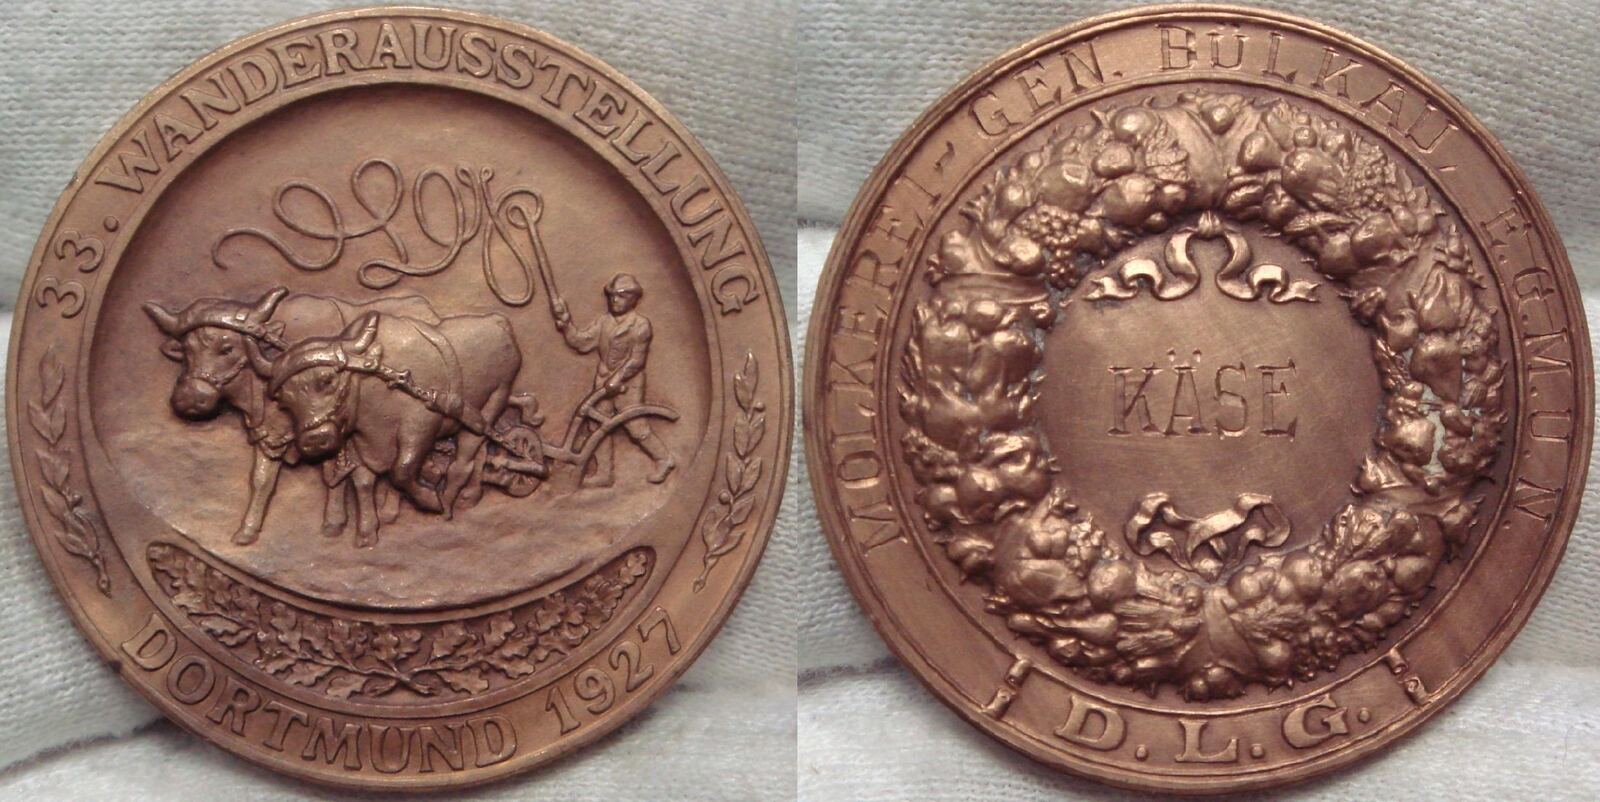 33. WANDERAUSSTELLUNG
DORTMUND 1927
MOLKEREI-GEN. BÜLKAU, E.G.M.U.N.
KÄSE
D.L.G.